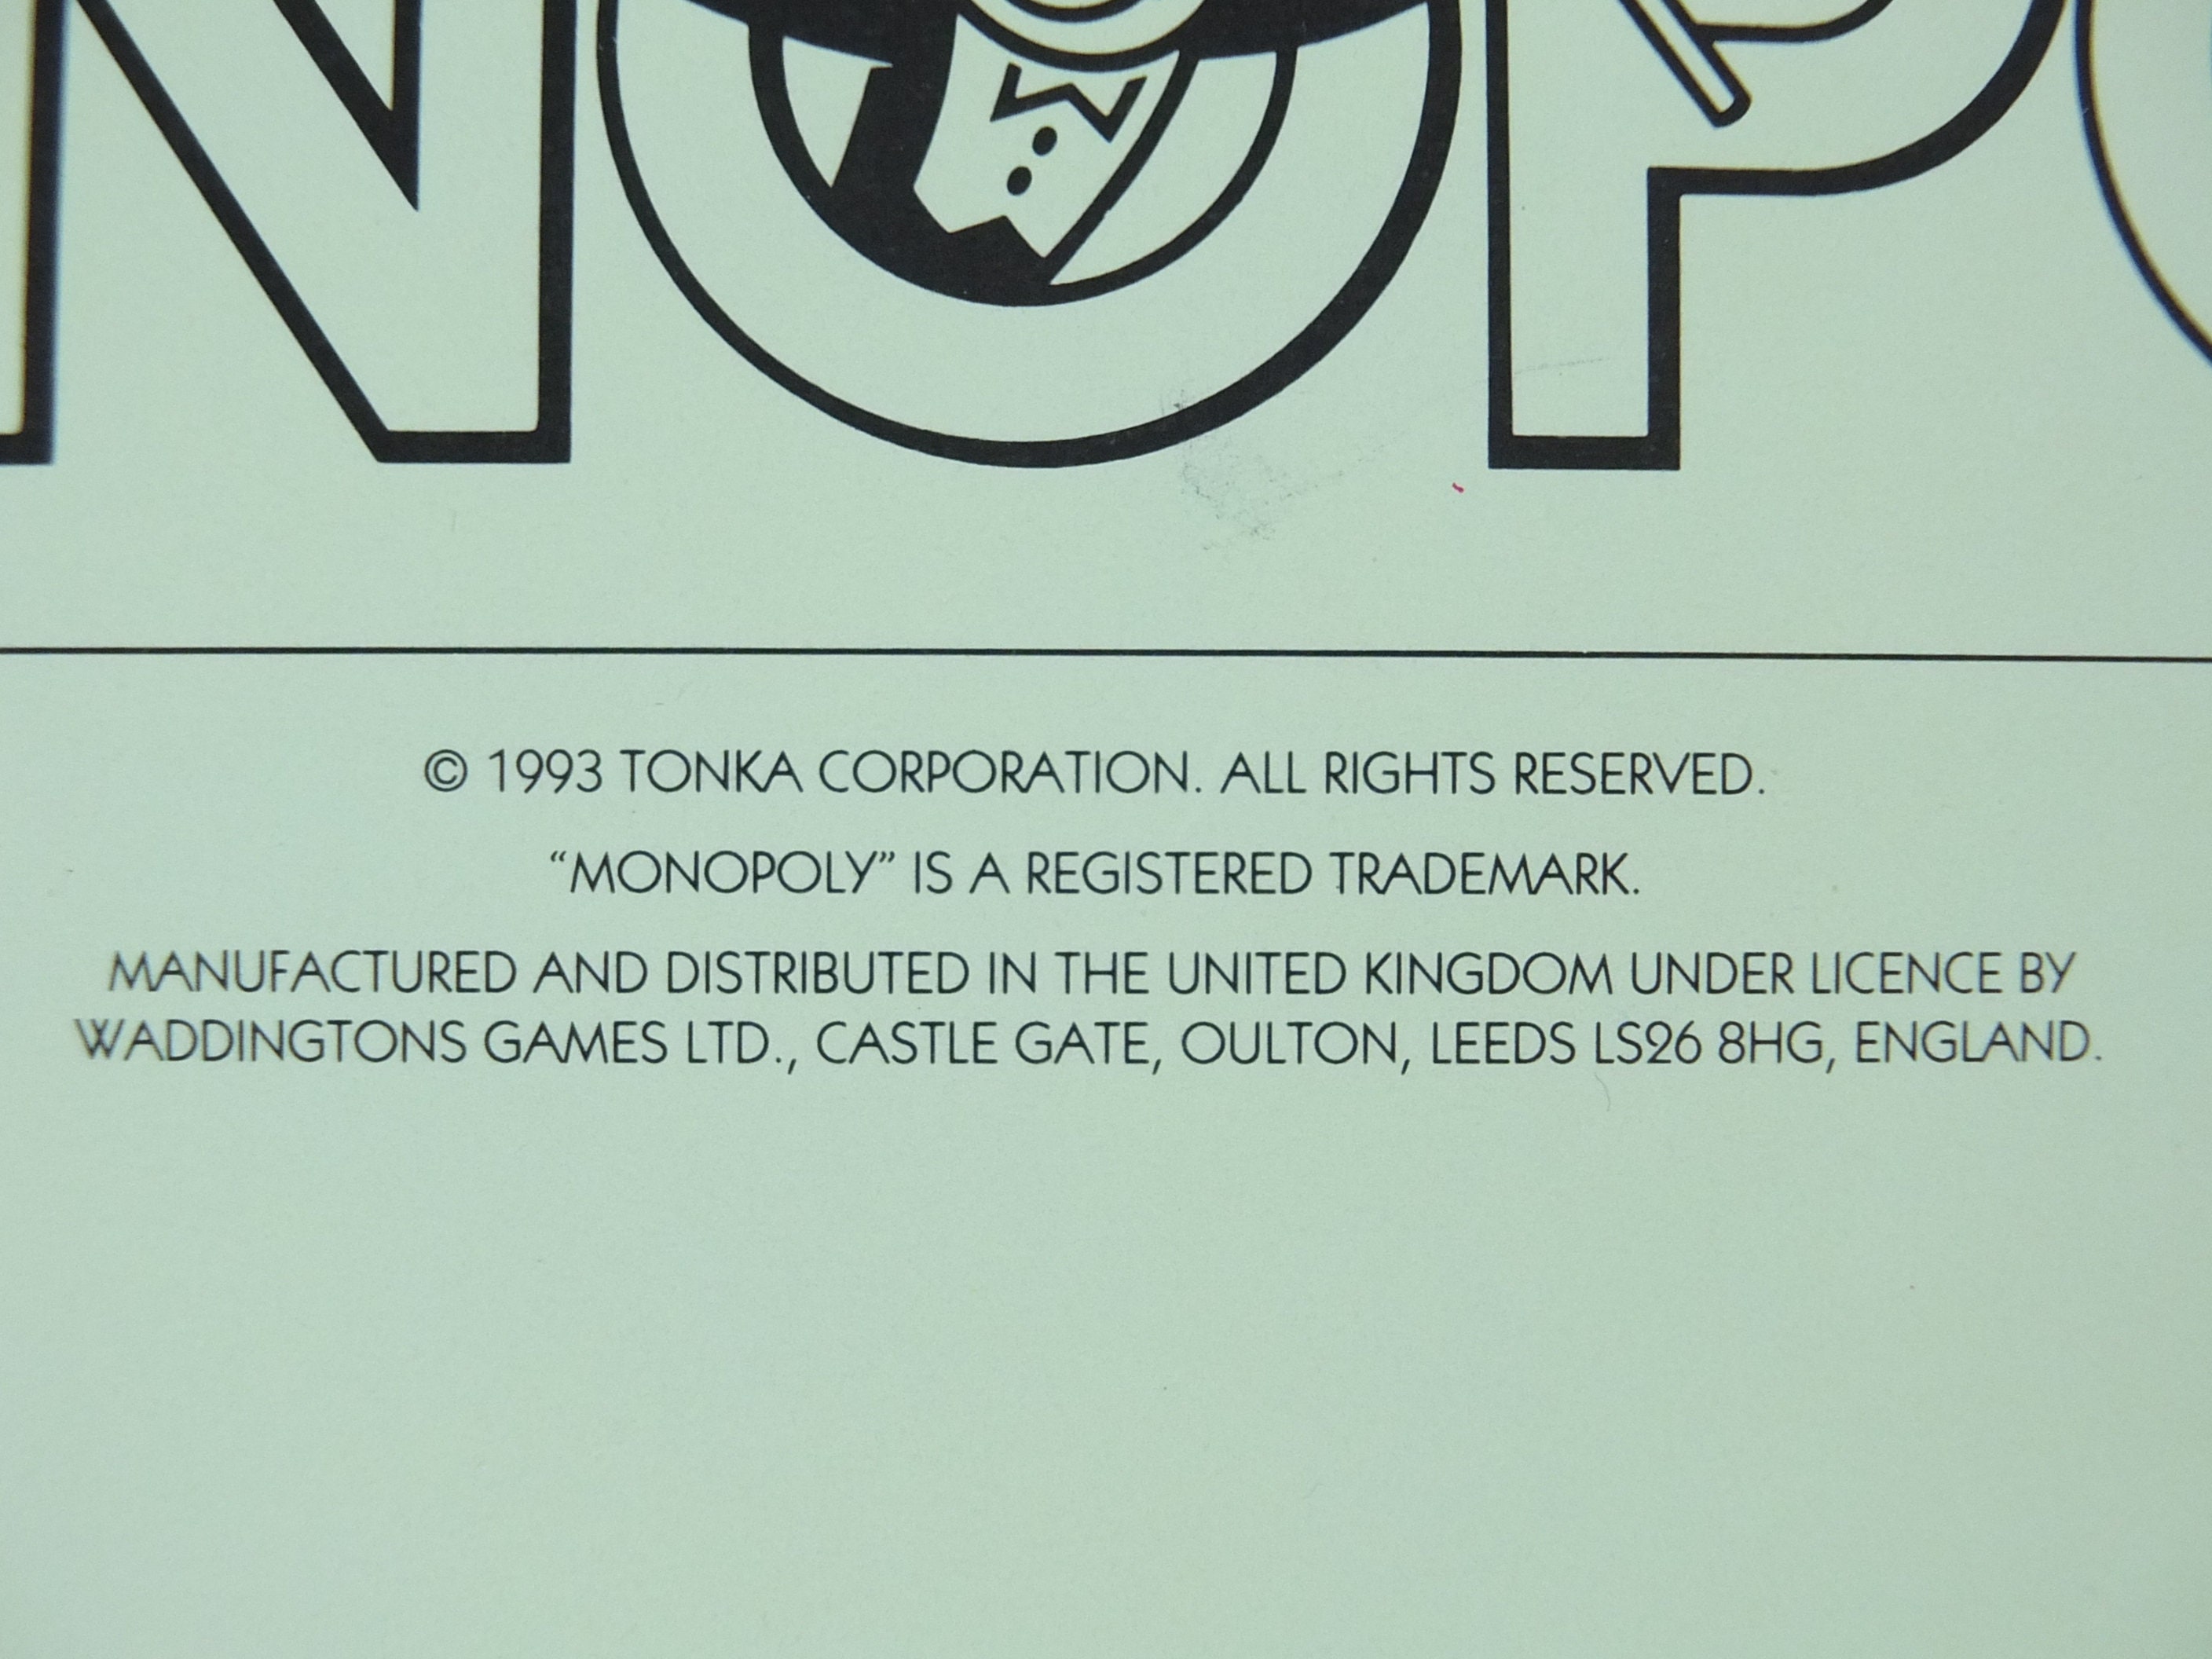 NOPO
© 1993 TONKA CORPORATION. ALL RIGHTS RESERVED.
“MONOPOLY” IS A REGISTERED TRADEMARK.
MANUFACTURED AND DISTRIBUTED IN THE UNITED KINGDOM UNDER LICENCE BY
WADDINGTONS GAMES LTD., CASTLE GATE, OULTON, LEEDS LS26 8HG, ENGLAND.